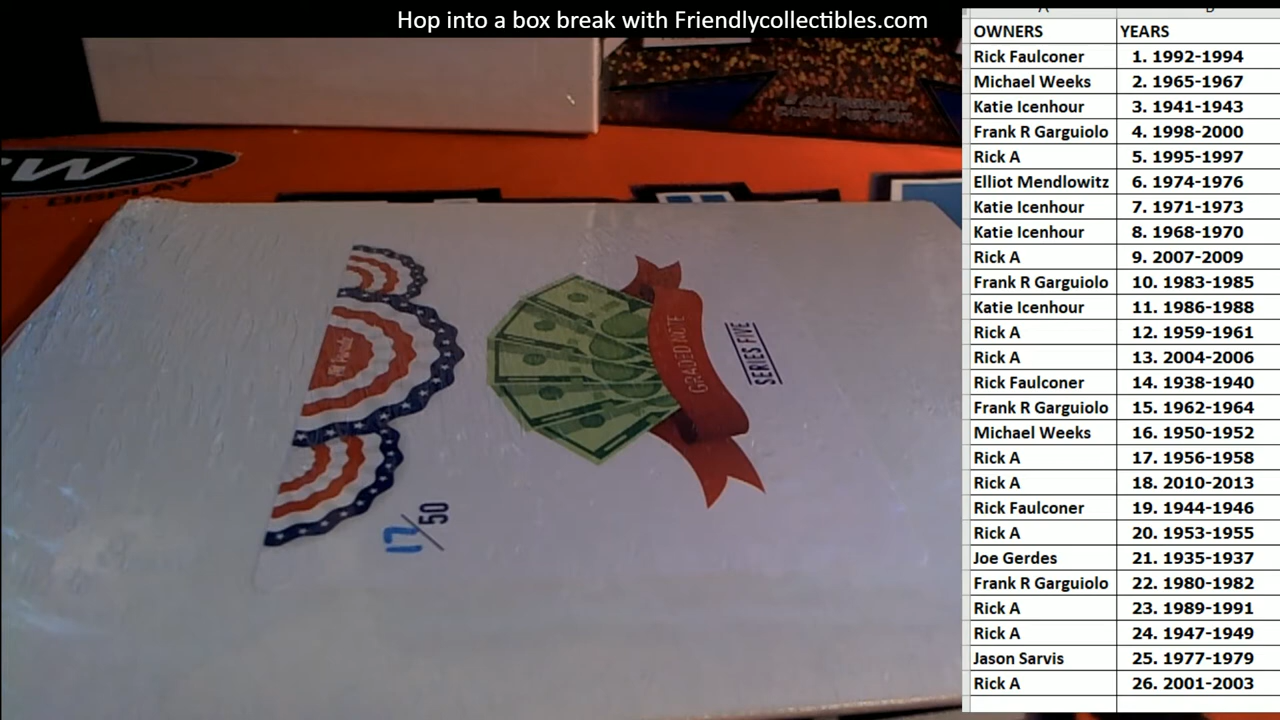 Hop into a box break with Friendlycollectibles.com
W
DISPLAY
GRADED NOTE
SERIES FIVE
17/50
OWNERS YEARS
Rick Faulconer 1. 1992-1994
Michael Weeks 2. 1965-1967
Katie Icenhour 3. 1941-1943
Frank R Garguiolo 4. 1998-2000
Rick A 5. 1995-1997
Elliot Mendlowitz 6. 1974-1976
Katie Icenhour 7. 1971-1973
Katie Icenhour 8. 1968-1970
Rick A 9. 2007-2009
Frank R Garguiolo 10. 1983-1985
Katie Icenhour 11. 1986-1988
Rick A 12. 1959-1961
Rick A 13. 2004-2006
Rick Faulconer 14. 1938-1940
Frank R Garguiolo 15. 1962-1964
Michael Weeks 16. 1950-1952
Rick A 17. 1956-1958
Rick A 18. 2010-2013
Rick Faulconer 19. 1944-1946
Rick A 20. 1953-1955
Joe Gerdes 21. 1935-1937
Frank R Garguiolo 22. 1980-1982
Rick A 23. 1989-1991
Rick A 24. 1947-1949
Jason Sarvis 25. 1977-1979
Rick A 26. 2001-2003